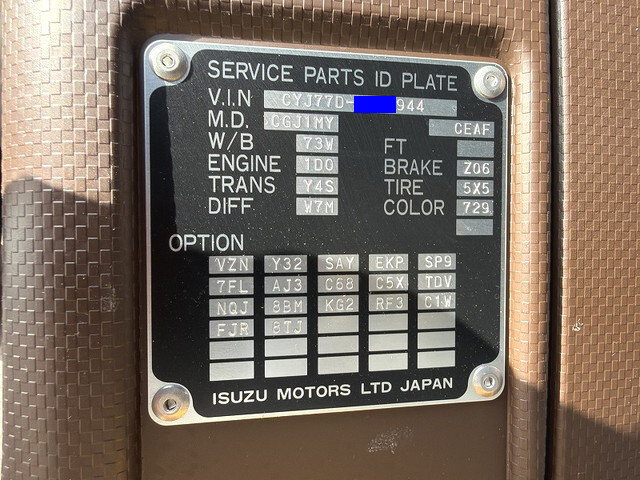 SERVICE PARTS ID PLATE
V.I.N CYJ77D- 944
M.D. CGJ1MY CEAF
W/B 73W FT
ENGINE 1D0 BRAKE Z06
TRANS Y4S TIRE 5X5
DIFF W7M COLOR 729
OPTION
VZN Y32 SAY EKP SP9
7FL AJ3 C68 C5X TDV
NQJ 8BM KG2 RF3 C1W
FJR 8TJ
ISUZU MOTORS LTD JAPAN